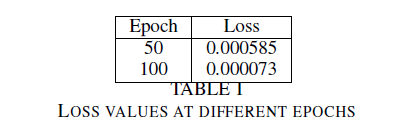 Epoch Loss
50 0.000585
100 0.000073
TABLE I
LOSS VALUES AT DIFFERENT EPOCHS